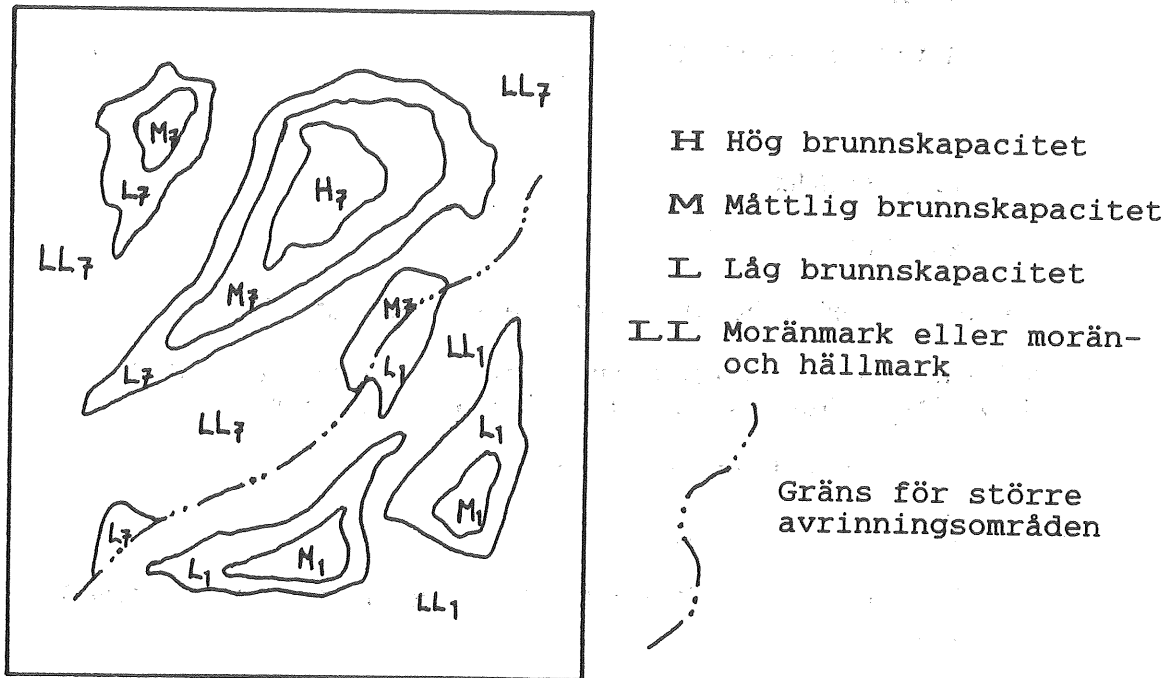 LL7
M7
L7
H7
LL7
M7
M7
LL1
L7
L1
LL7
L1
M1
L7
L1
M1
LL1
H Hög brunnskapacitet
M Måttlig brunnskapacitet
L Låg brunnskapacitet
LL Moränmark eller morän-
och hällmark
Gräns för större
avrinningsområden